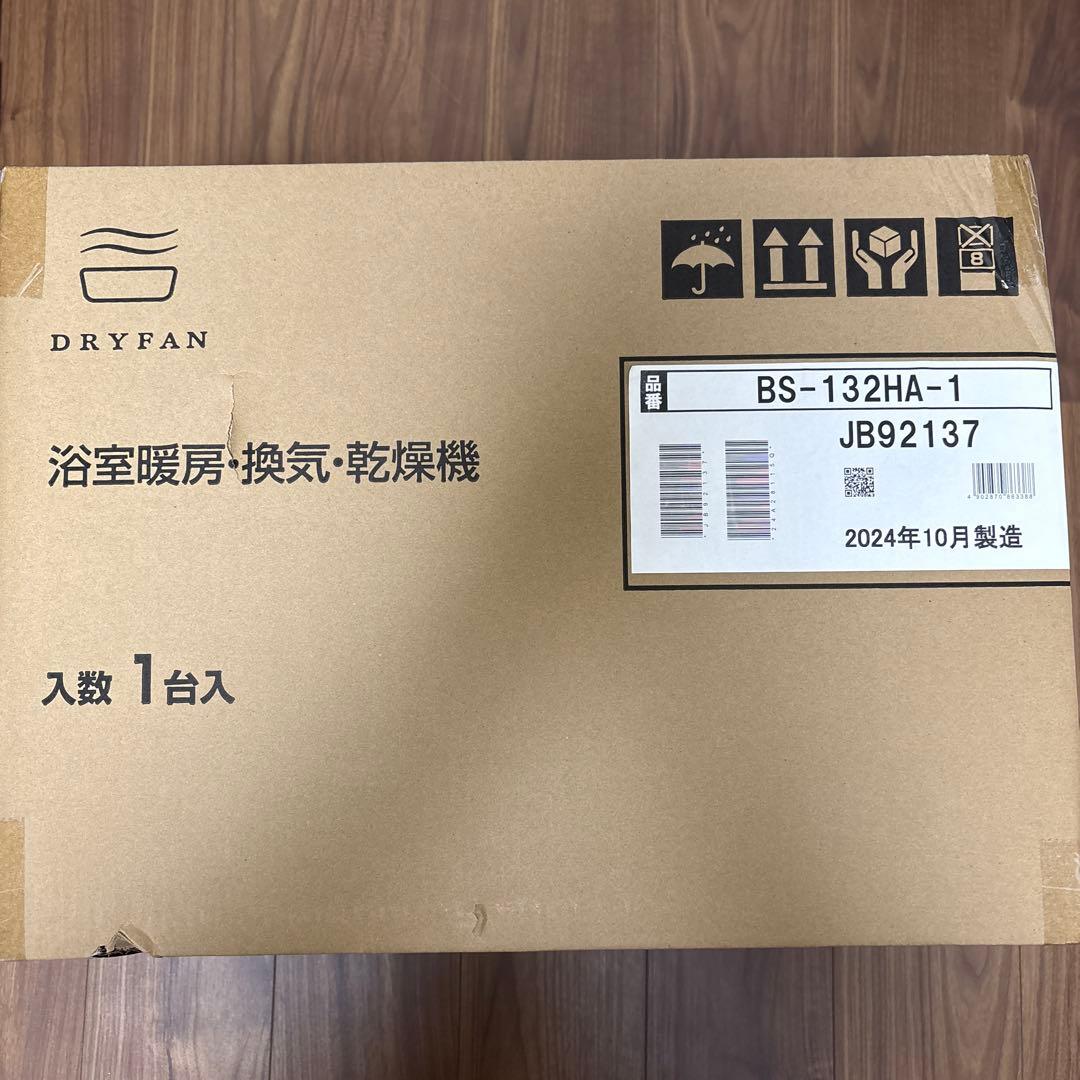 DRYFAN
8
品番 BS-132HA-1
JB92137
浴室暖房・換気・乾燥機
2024年10月製造
入数 1台入